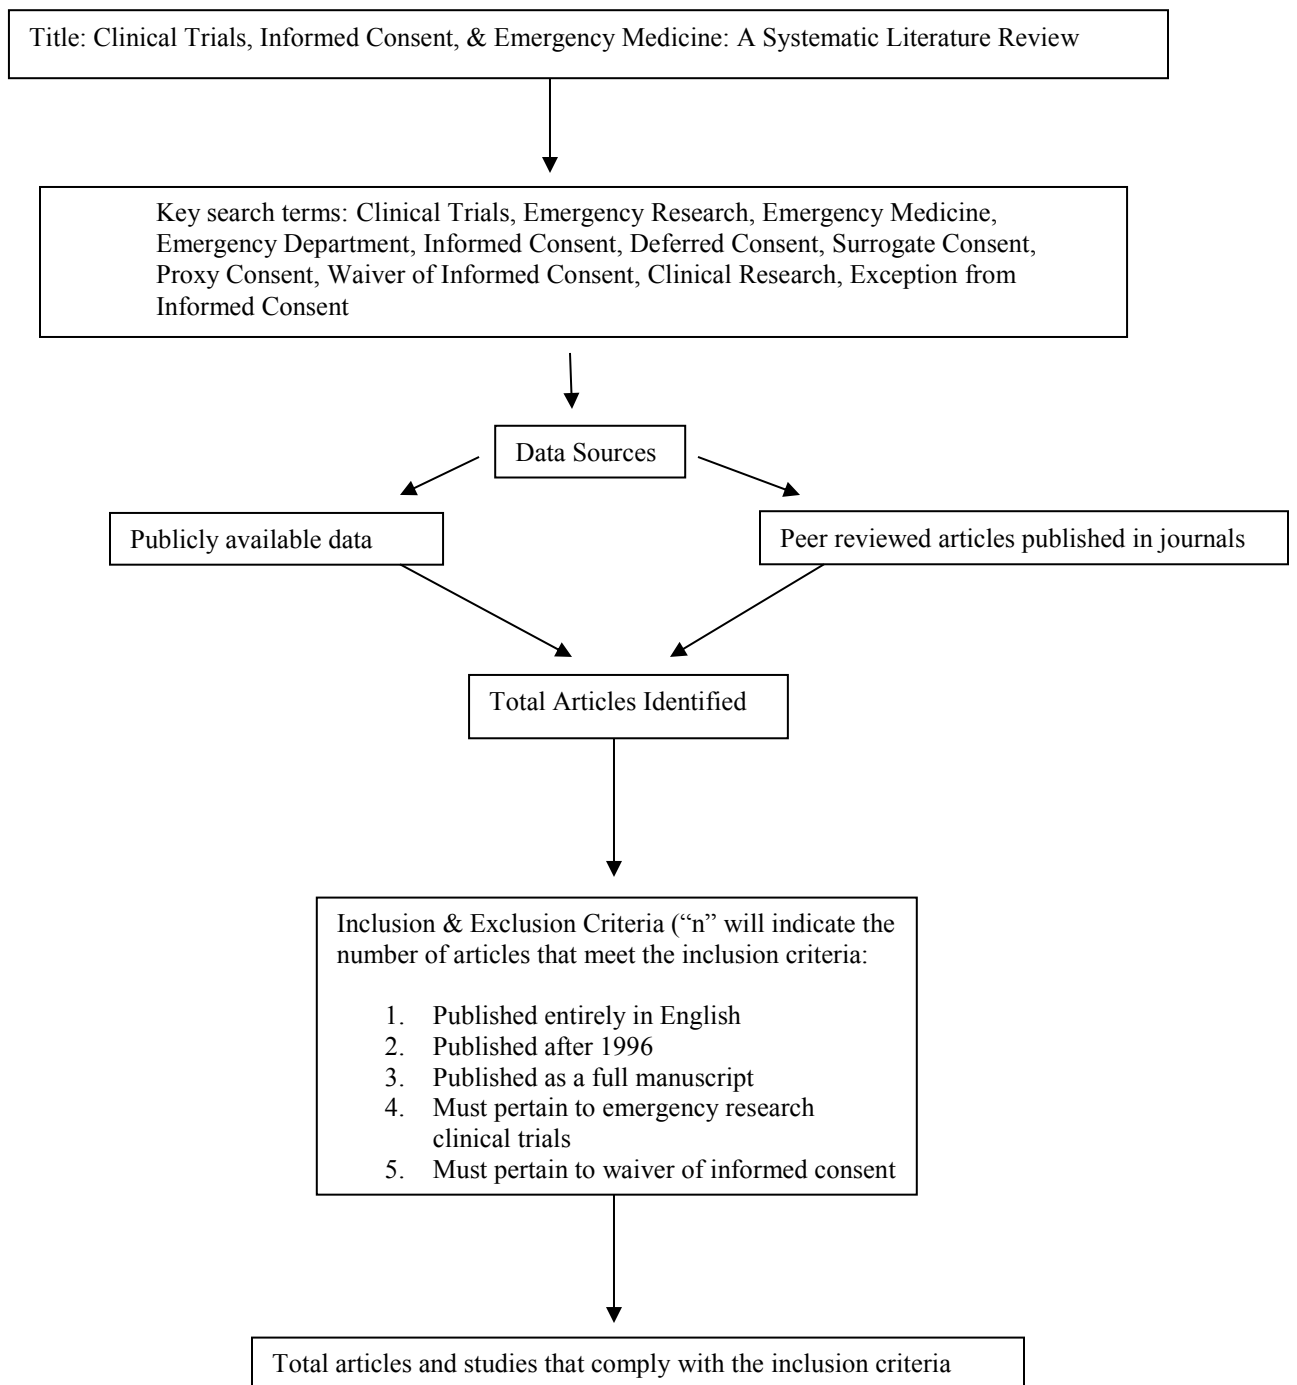 Title: Clinical Trials, Informed Consent, & Emergency Medicine: A Systematic Literature Review
Key search terms: Clinical Trials, Emergency Research, Emergency Medicine,
Emergency Department, Informed Consent, Deferred Consent, Surrogate Consent,
Proxy Consent, Waiver of Informed Consent, Clinical Research, Exception from
Informed Consent
Data Sources
Publicly available data
Peer reviewed articles published in journals
Total Articles Identified
Inclusion & Exclusion Criteria (“n” will indicate the
number of articles that meet the inclusion criteria:
1. Published entirely in English
2. Published after 1996
3. Published as a full manuscript
4. Must pertain to emergency research
clinical trials
5. Must pertain to waiver of informed consent
Total articles and studies that comply with the inclusion criteria